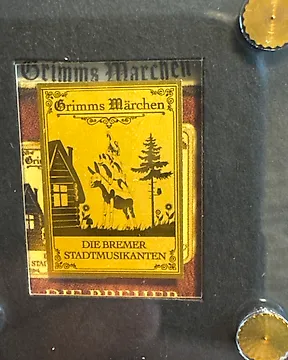 Grimms Märchen
Grimms Märchen
DIE BREMER
STADTMUSIKANTEN